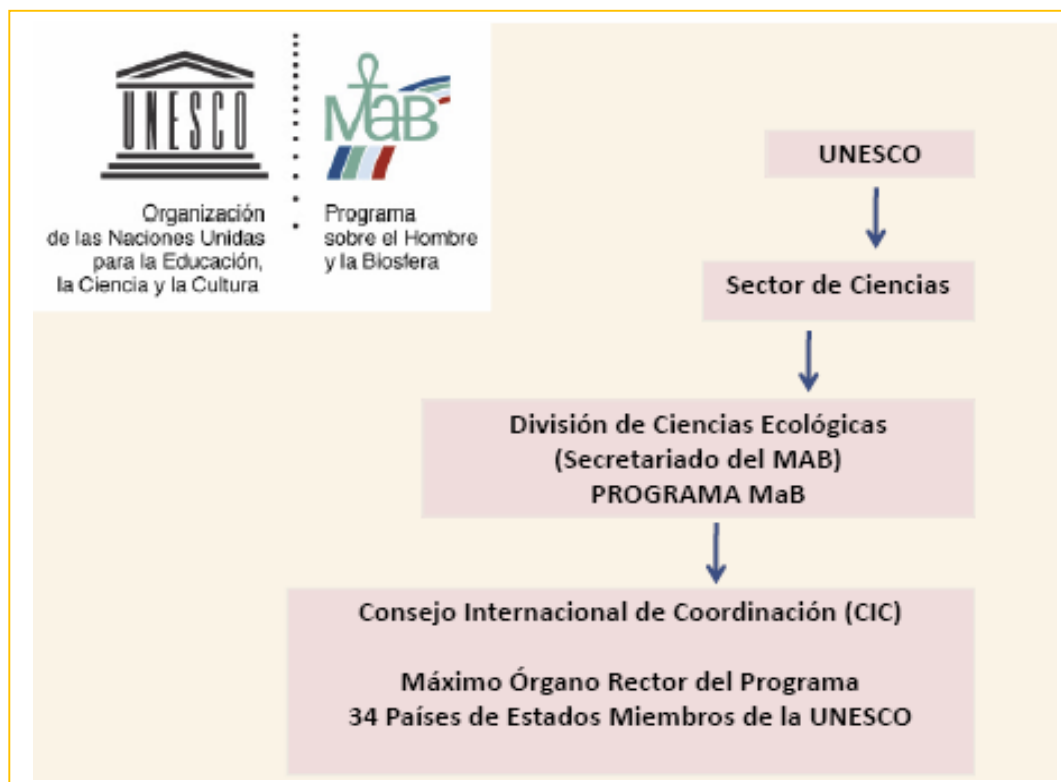 UNESCO
MaB
Organización
de las Naciones Unidas
para la Educación,
la Ciencia y la Cultura
Programa
sobre el Hombre
y la Biosfera
UNESCO
Sector de Ciencias
División de Ciencias Ecológicas
(Secretariado del MAB)
PROGRAMA MaB
Consejo Internacional de Coordinación (CIC)
Máximo Órgano Rector del Programa
34 Países de Estados Miembros de la UNESCO